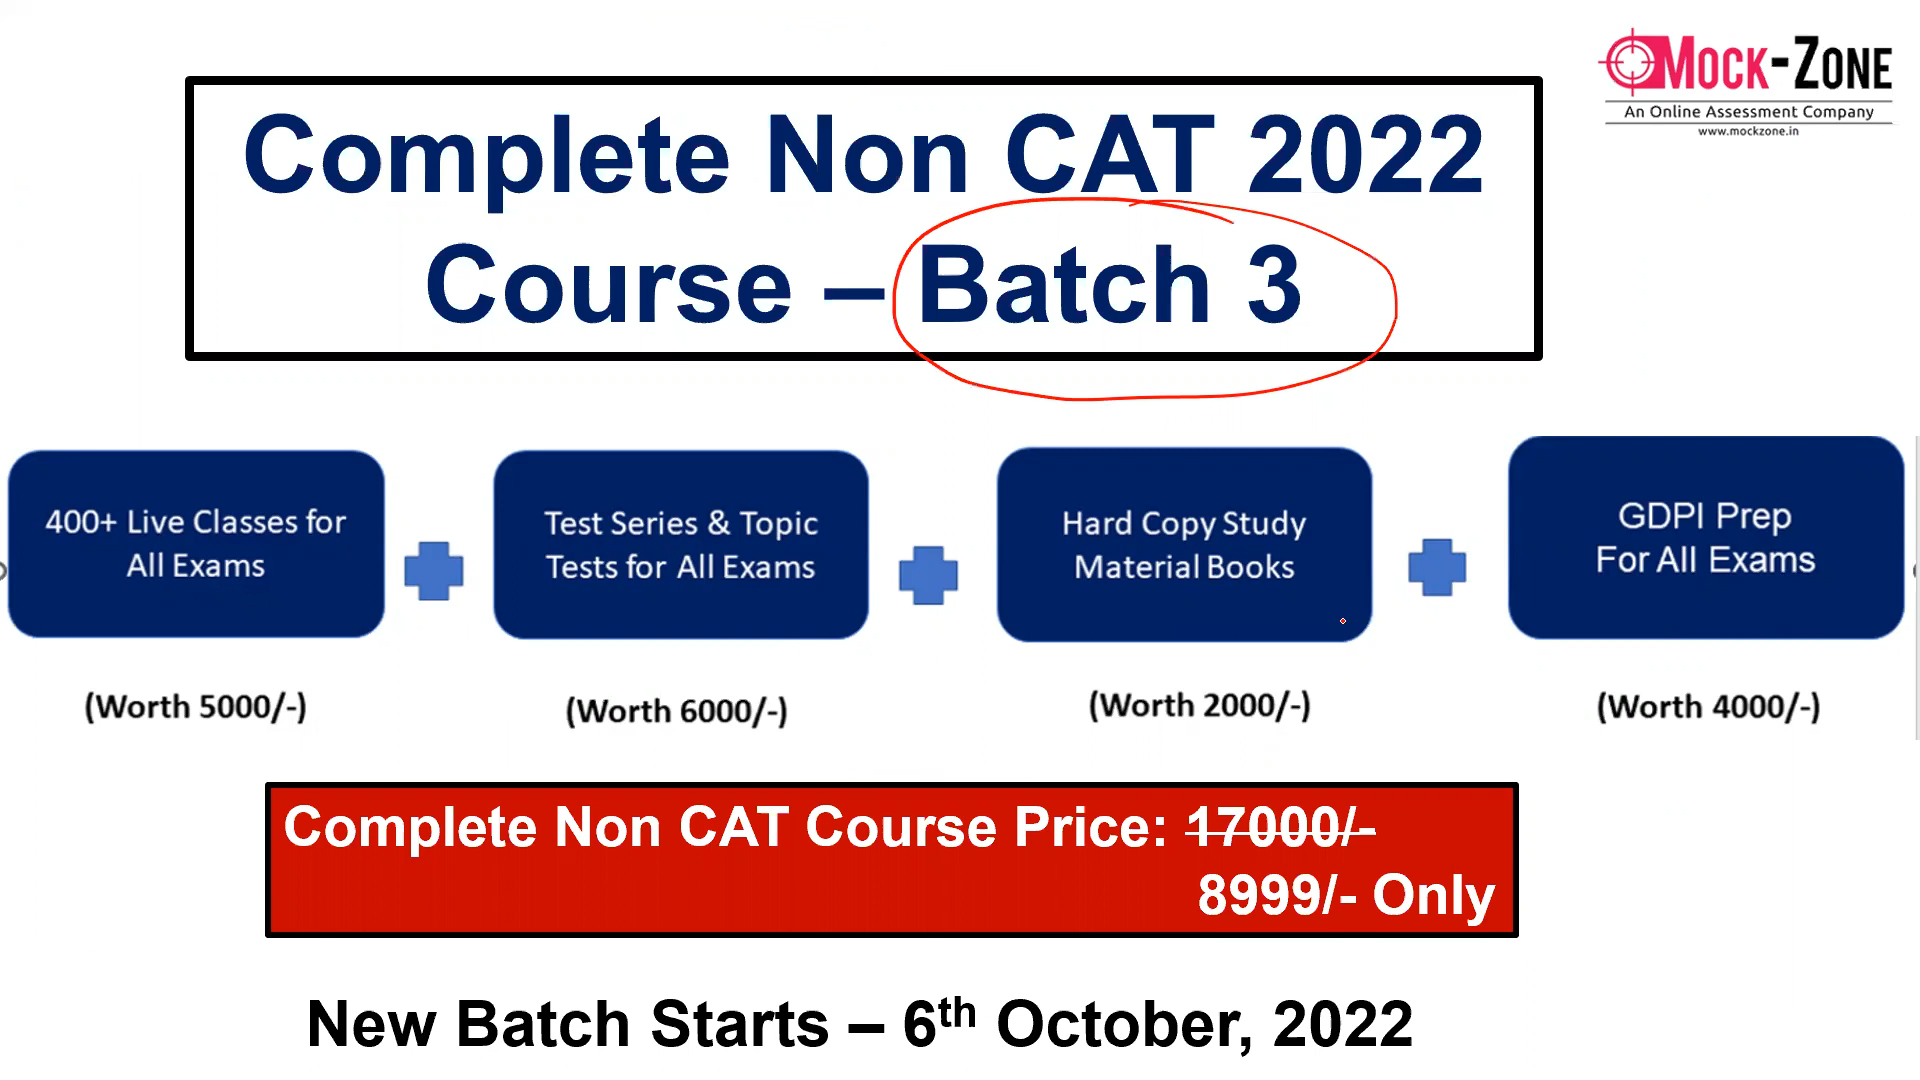 MOCK-ZONE
An Online Assessment Company
www.mockzone.in
Complete Non CAT 2022
Course – Batch 3
400+ Live Classes for
All Exams
Test Series & Topic
Tests for All Exams
Hard Copy Study
Material Books
GDPI Prep
For All Exams
(Worth 5000/-)
(Worth 6000/-)
(Worth 2000/-)
(Worth 4000/-)
Complete Non CAT Course Price: 17000/-
8999/- Only
New Batch Starts – 6th October, 2022